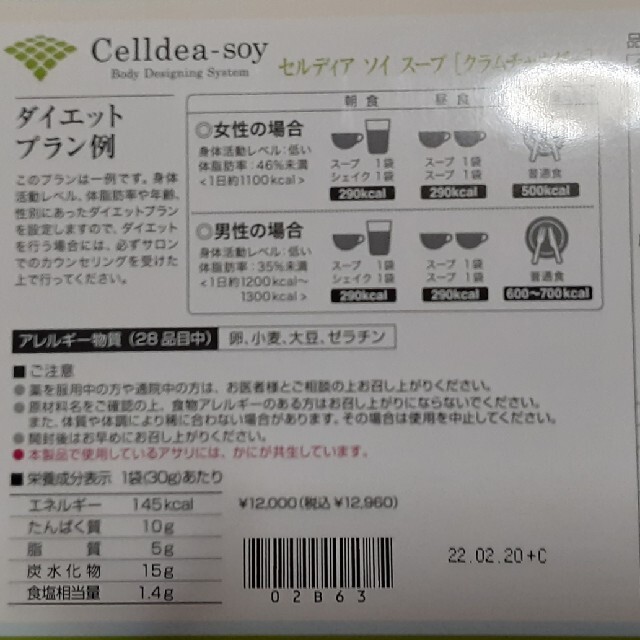 Celldea-soy
Body Designing System
セルディア ソイ スープ [クラムチャウダー]
品
ダイエット
プラン例
このプランは一例です。身体
活動レベル、体脂肪率や年齢、
性別にあったダイエットプラン
を設定しますので、ダイエット
を行う場合には、必ずサロン
でのカウンセリングを受けた
上で行ってください。
朝食 昼食
◎女性の場合
身体活動レベル：低い
体脂肪率：46%未満
<1日約1100kcal>
スープ 1袋
シェイク 1袋
290kcal
スープ 1袋
スープ 1袋
290kcal
普通食
500kcal
◎男性の場合
身体活動レベル：低い
体脂肪率：35%未満
<1日約1200kcal〜
1300kcal>
スープ 1袋
シェイク 1袋
290kcal
スープ 1袋
スープ 1袋
290kcal
普通食
600〜700kcal
アレルギー物質（28品目中） 卵、小麦、大豆、ゼラチン
■ご注意
●薬を服用中の方や通院中の方は、お医者様とご相談の上お召し上がりください。
●原材料名をご確認の上、食物アレルギーのある方はお召し上がりにならないでください。
また、体質や体調により稀に合わない場合があります。その場合は使用を中止してください。
●開封後はお早めにお召し上がりください。
●本製品で使用しているアサリには、かにが共生しています。
■栄養成分表示 1袋(30g)あたり
エネルギー 145kcal
たんぱく質 10g
脂質 5g
炭水化物 15g
食塩相当量 1.4g
¥12,000(税込¥12,960)
02B63
22.02.20+C